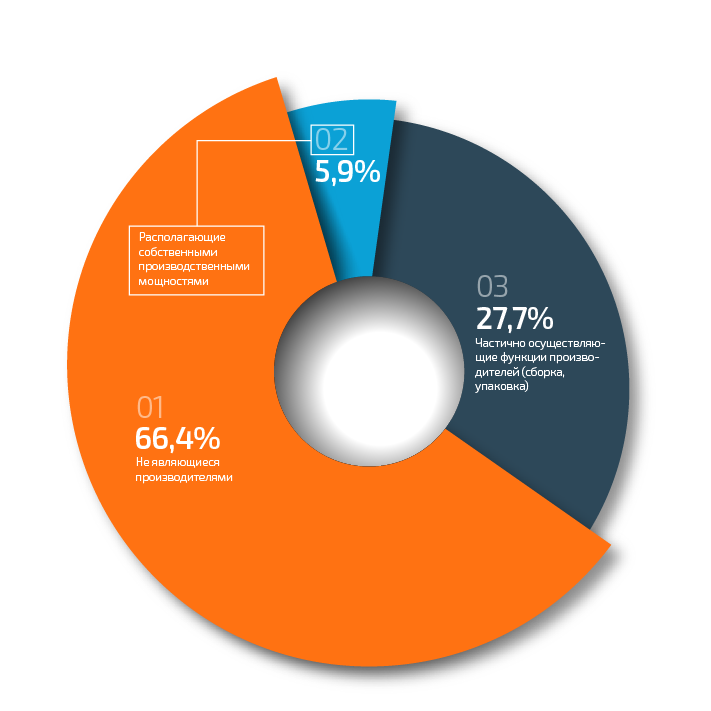 02
5,9%
Располагающие
собственными
производственными
мощностями
03
27,7%
Частично осуществляю-
щие функции произво-
дителей (сборка,
упаковка)
01
66,4%
Не являющиеся
производителями